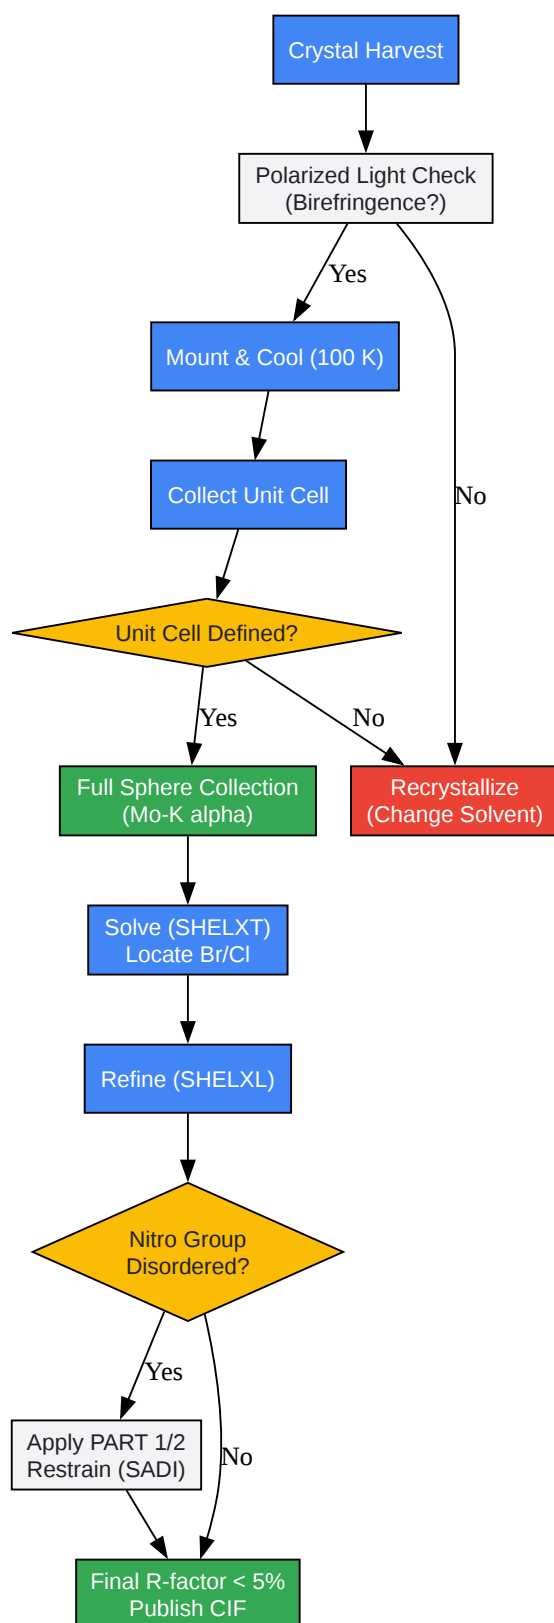 Crystal Harvest
Polarized Light Check
(Birefringence?)
Yes
Mount & Cool (100 K)
Collect Unit Cell
No
Unit Cell Defined?
Yes
No
Full Sphere Collection
(Mo-K alpha)
Recrystallize
(Change Solvent)
Solve (SHELXT)
Locate Br/Cl
Refine (SHELXL)
Nitro Group
Disordered?
Yes
Apply PART 1/2
Restrain (SADI)
No
Final R-factor < 5%
Publish CIF